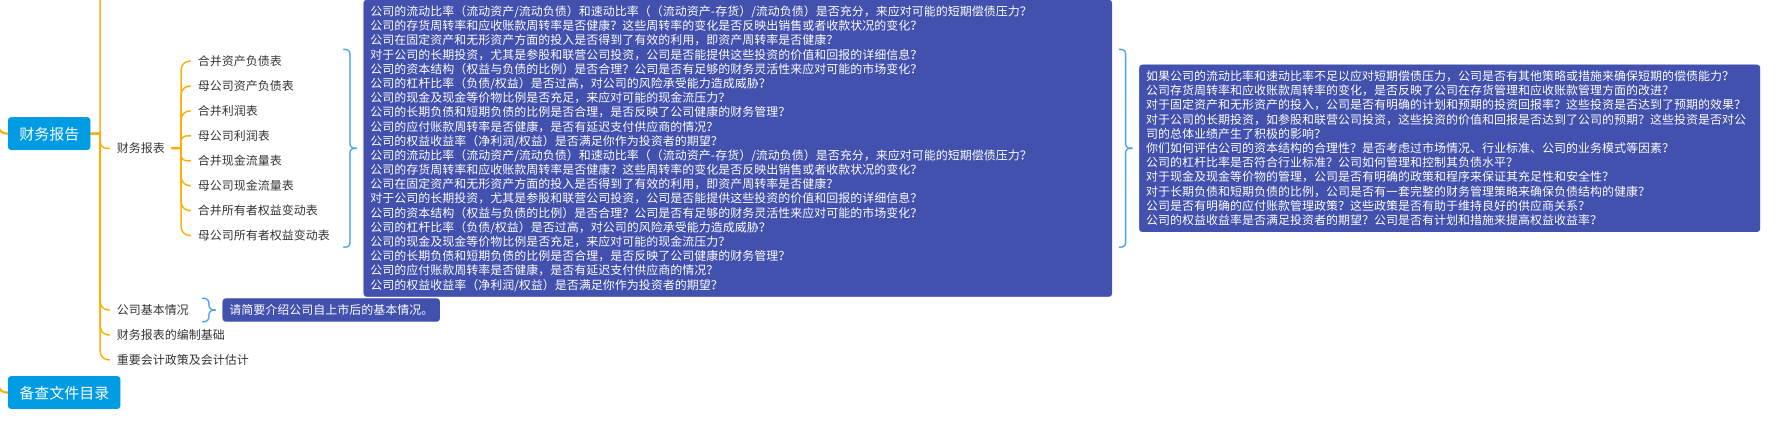 财务报告
财务报表
合并资产负债表
母公司资产负债表
合并利润表
母公司利润表
合并现金流量表
母公司现金流量表
合并所有者权益变动表
母公司所有者权益变动表
公司的流动比率（流动资产/流动负债）和速动比率（（流动资产-存货）/流动负债）是否充分，来应对可能的短期偿债压力？
公司的存货周转率和应收账款周转率是否健康？这些周转率的变化是否反映出销售或者收款状况的变化？
公司在固定资产和无形资产方面的投入是否得到了有效的利用，即资产周转率是否健康？
对于公司的长期投资，尤其是参股和联营公司投资，公司是否能提供这些投资的价值和回报的详细信息？
公司的资本结构（权益与负债的比例）是否合理？公司是否有足够的财务灵活性来应对可能的市场变化？
公司的杠杆比率（负债/权益）是否过高，对公司的风险承受能力造成威胁？
公司的现金及现金等价物比例是否充足，来应对可能的现金流压力？
公司的长期负债和短期负债的比例是否合理，是否反映了公司健康的财务管理？
公司的应付账款周转率是否健康，是否有延迟支付供应商的情况？
公司的权益收益率（净利润/权益）是否满足你作为投资者的期望？
公司的流动比率（流动资产/流动负债）和速动比率（（流动资产-存货）/流动负债）是否充分，来应对可能的短期偿债压力？
公司的存货周转率和应收账款周转率是否健康？这些周转率的变化是否反映出销售或者收款状况的变化？
公司在固定资产和无形资产方面的投入是否得到了有效的利用，即资产周转率是否健康？
对于公司的长期投资，尤其是参股和联营公司投资，公司是否能提供这些投资的价值和回报的详细信息？
公司的资本结构（权益与负债的比例）是否合理？公司是否有足够的财务灵活性来应对可能的市场变化？
公司的杠杆比率（负债/权益）是否过高，对公司的风险承受能力造成威胁？
公司的现金及现金等价物比例是否充足，来应对可能的现金流压力？
公司的长期负债和短期负债的比例是否合理，是否反映了公司健康的财务管理？
公司的应付账款周转率是否健康，是否有延迟支付供应商的情况？
公司的权益收益率（净利润/权益）是否满足你作为投资者的期望？
如果公司的流动比率和速动比率不足以应对短期偿债压力，公司是否有其他策略或措施来确保短期的偿债能力？
公司存货周转率和应收账款周转率的变化，是否反映了公司在存货管理和应收账款管理方面的改进？
对于固定资产和无形资产的投入，公司是否有明确的计划和预期的投资回报率？这些投资是否达到了预期的效果？
对于公司的长期投资，如参股和联营公司投资，这些投资的价值和回报是否达到了公司的预期？这些投资是否对公
司的总体业绩产生了积极的影响？
你们如何评估公司的资本结构的合理性？是否考虑过市场情况、行业标准、公司的业务模式等因素？
公司的杠杆比率是否符合行业标准？公司如何管理和控制其负债水平？
对于现金及现金等价物的管理，公司是否有明确的政策和程序来保证其充足性和安全性？
对于长期负债和短期负债的比例，公司是否有一套完整的财务管理策略来确保负债结构的健康？
公司是否有明确的应付账款管理政策？这些政策是否有助于维持良好的供应商关系？
公司的权益收益率是否满足投资者的期望？公司是否有计划和措施来提高权益收益率？
公司基本情况
请简要介绍公司自上市后的基本情况。
财务报表的编制基础
重要会计政策及会计估计
备查文件目录